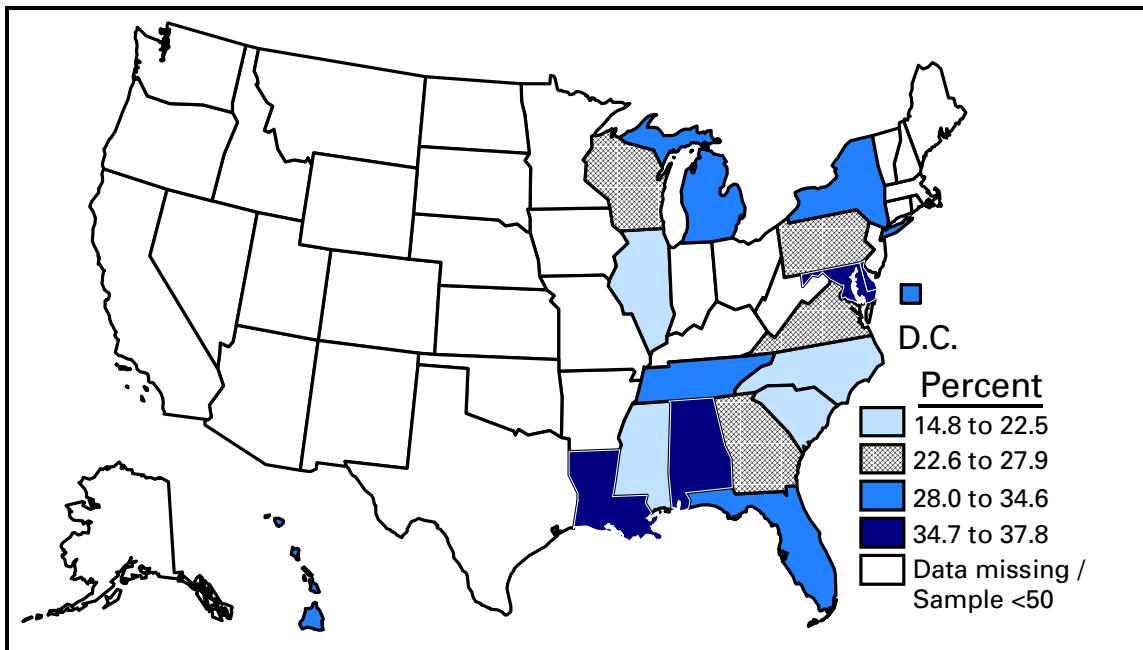 D.C.
Percent
14.8 to 22.5
22.6 to 27.9
28.0 to 34.6
34.7 to 37.8
Data missing /
Sample <50